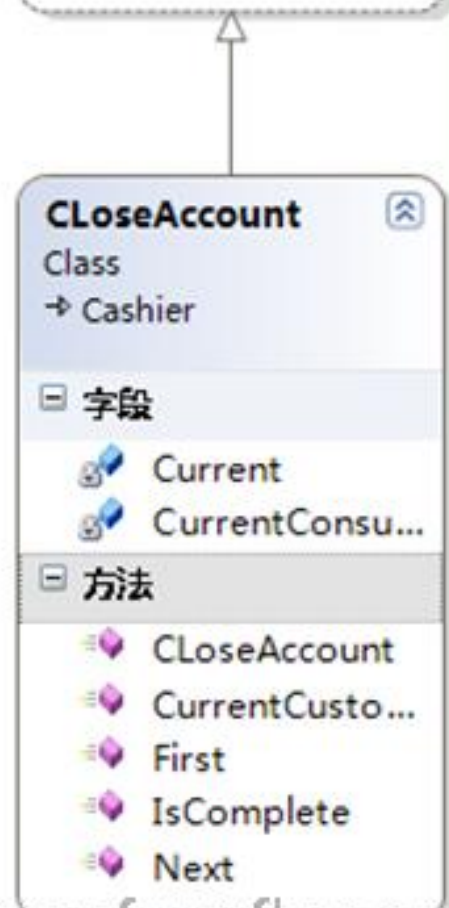 CLoseAccount
Class
Cashier
字段
Current
CurrentConsu...
方法
CLoseAccount
CurrentCusto...
First
IsComplete
Next